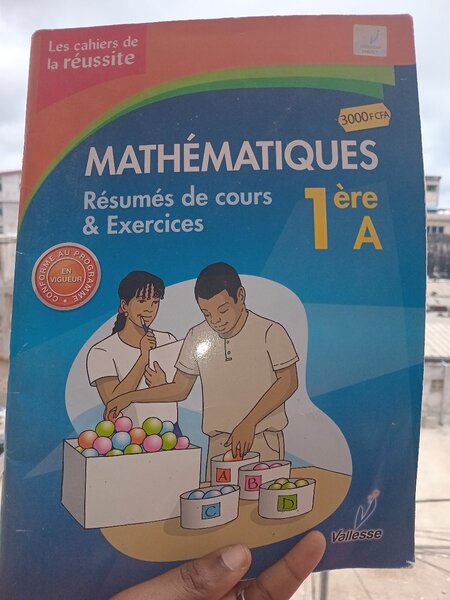 Les cahiers de
la réussite
3000 F CFA
MATHÉMATIQUES
Résumés de cours
& Exercices
1ère
A
CONFORME AU PROGRAMME
EN
VIGUEUR
A
B
C
D
Vallesse